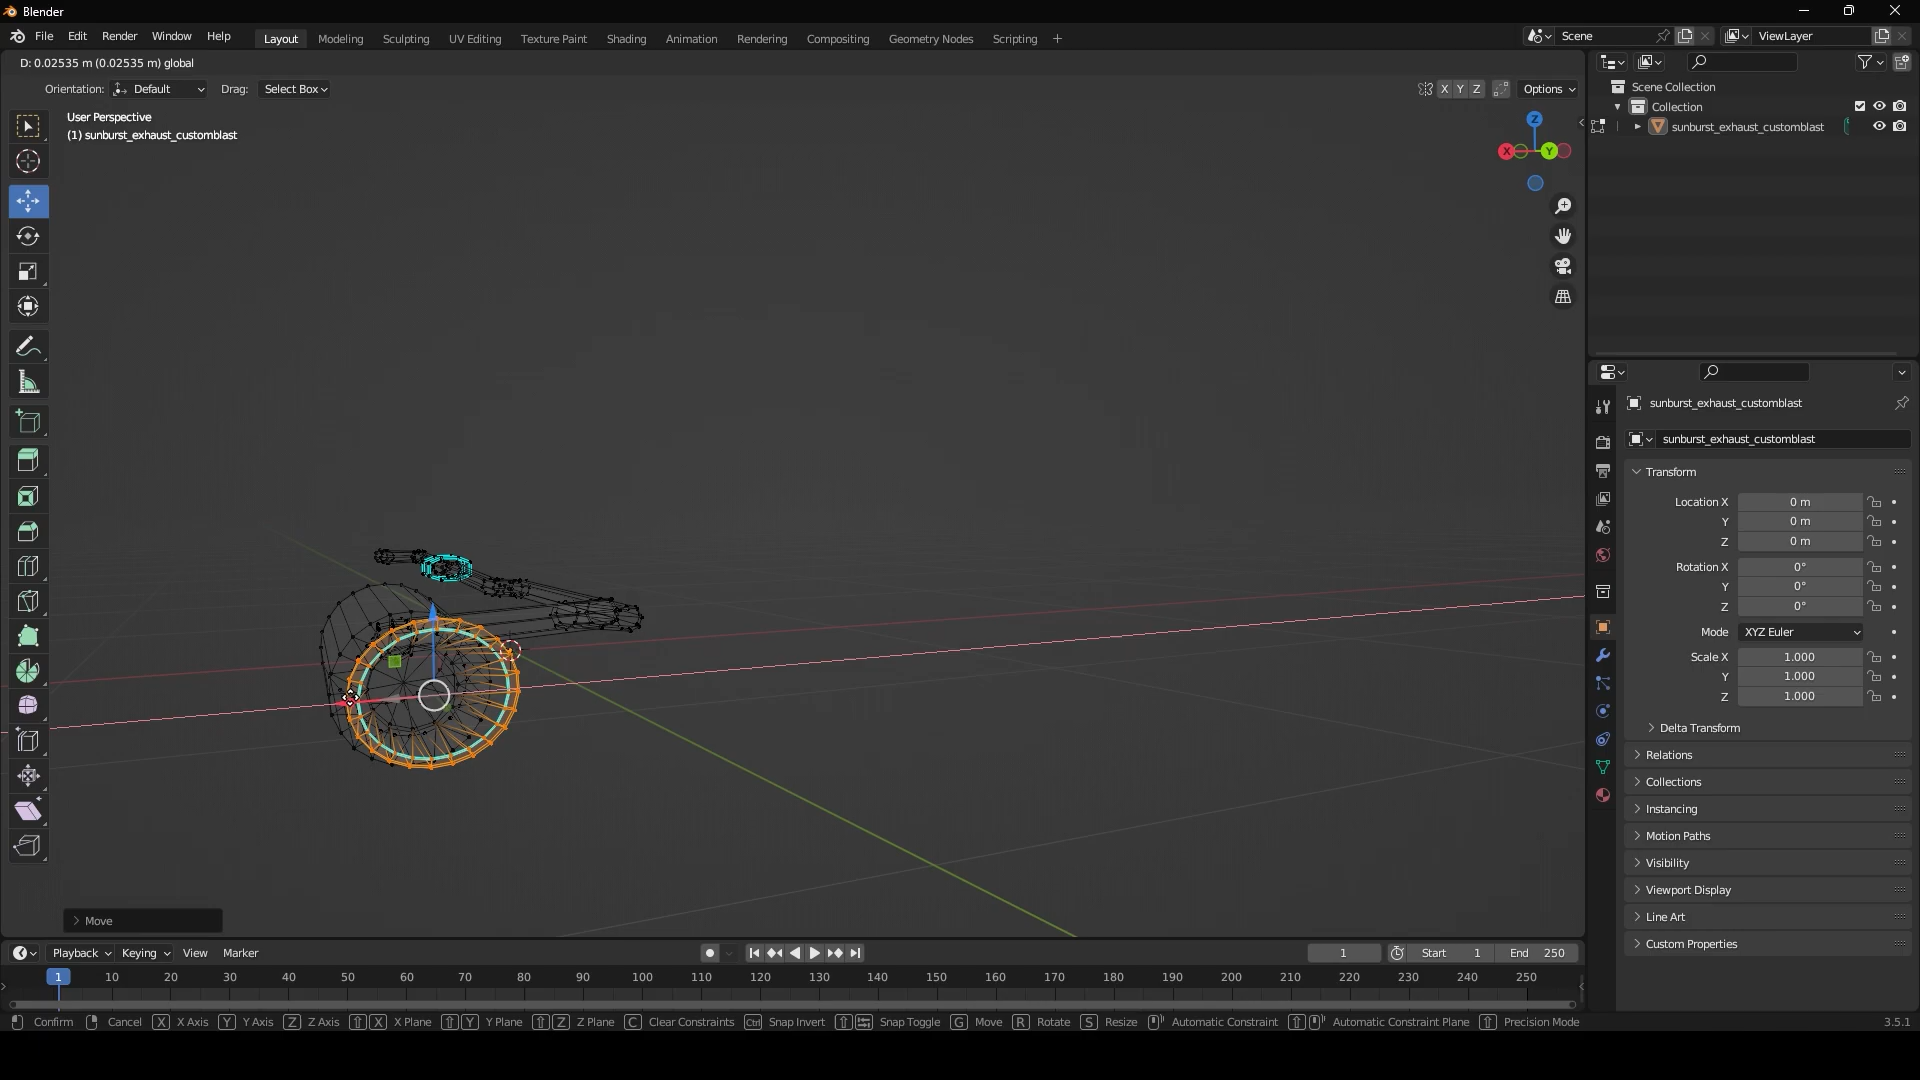 Blender
File Edit Render Window Help
Layout Modeling Sculpting UV Editing Texture Paint Shading Animation Rendering Compositing Geometry Nodes Scripting +
Scene
ViewLayer
D: 0.02535 m (0.02535 m) global
Orientation: Default Drag: Select Box
X Y Z Options
User Perspective
(1) sunburst_exhaust_customblast
Z
X Y
Scene Collection
Collection
sunburst_exhaust_customblast
sunburst_exhaust_customblast
sunburst_exhaust_customblast
Transform
Location X 0 m
Y 0 m
Z 0 m
Rotation X 0°
Y 0°
Z 0°
Mode XYZ Euler
Scale X 1.000
Y 1.000
Z 1.000
Delta Transform
Relations
Collections
Instancing
Motion Paths
Visibility
Viewport Display
Line Art
Custom Properties
Move
Playback Keying View Marker
1 Start 1 End 250
1 10 20 30 40 50 60 70 80 90 100 110 120 130 140 150 160 170 180 190 200 210 220 230 240 250
Confirm Cancel X X Axis Y Y Axis Z Z Axis X X Plane Y Y Plane Z Z Plane C Clear Constraints Ctrl Snap Invert Snap Toggle G Move R Rotate S Resize Automatic Constraint Automatic Constraint Plane Precision Mode
3.5.1